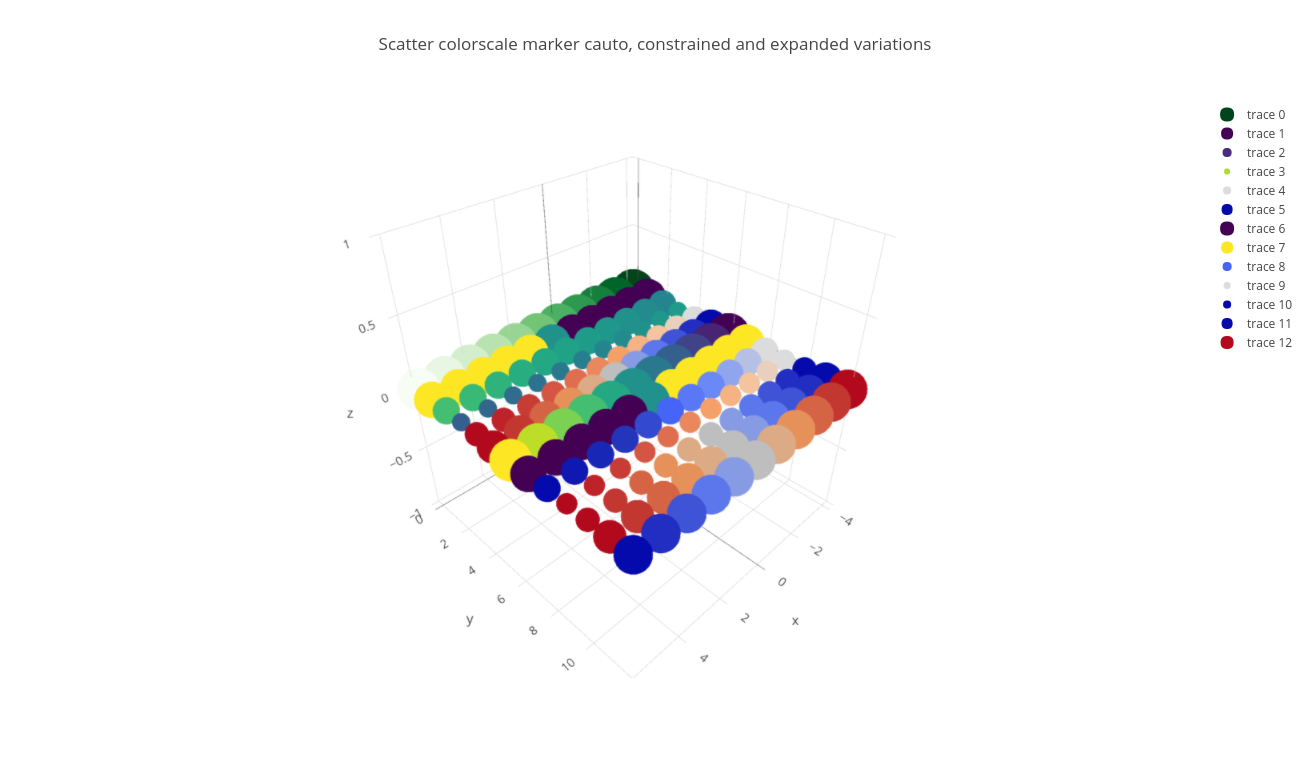 Scatter colorscale marker cauto, constrained and expanded variations
trace 0
trace 1
trace 2
trace 3
trace 4
trace 5
trace 6
trace 7
trace 8
trace 9
trace 10
trace 11
trace 12
1
0.5
0
−0.5
−1
z
0
2
4
6
8
10
y
−4
−2
0
2
4
x